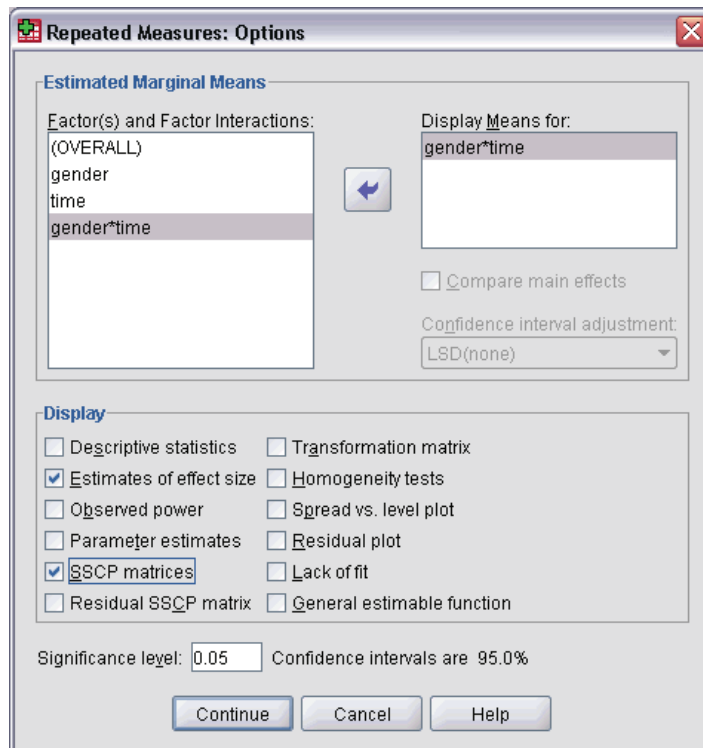 Repeated Measures: Options
Estimated Marginal Means
Factor(s) and Factor Interactions:
(OVERALL)
gender
time
gender*time
Display Means for:
gender*time
Compare main effects
Confidence interval adjustment:
LSD(none)
Display
Descriptive statistics
Transformation matrix
Estimates of effect size
Homogeneity tests
Observed power
Spread vs. level plot
Parameter estimates
Residual plot
SSCP matrices
Lack of fit
Residual SSCP matrix
General estimable function
Significance level: 0.05 Confidence intervals are 95.0%
Continue
Cancel
Help